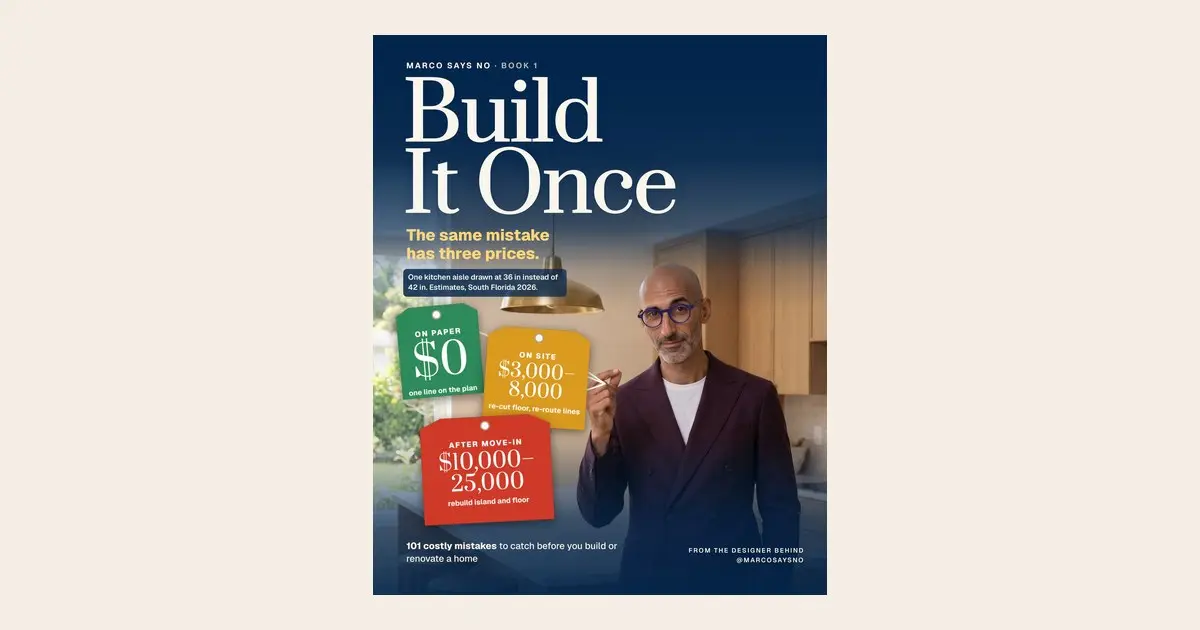 MARCO SAYS NO · BOOK 1
Build
It Once
The same mistake
has three prices.
One kitchen aisle drawn at 36 in instead of
42 in. Estimates, South Florida 2026.
ON PAPER
$0
one line on the plan
ON SITE
$3,000–
8,000
re-cut floor, re-route lines
AFTER MOVE-IN
$10,000–
25,000
rebuild island and floor
101 costly mistakes to catch before you build or
renovate a home
FROM THE DESIGNER BEHIND
@MARCOSAYSNO